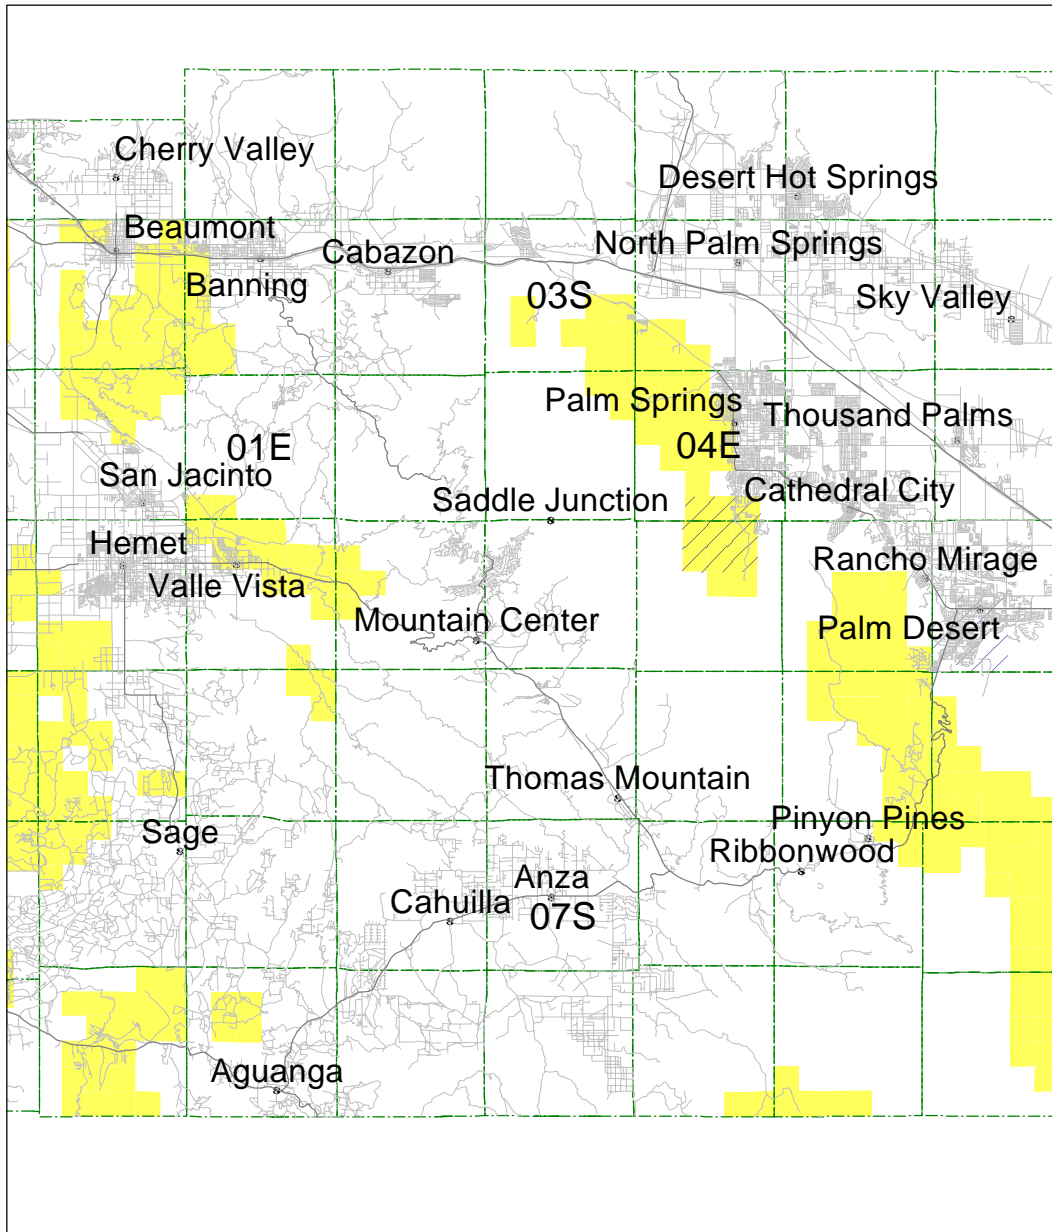 Cherry Valley
Desert Hot Springs
Beaumont
North Palm Springs
Cabazon
Banning
03S
Sky Valley
Palm Springs
Thousand Palms
01E
04E
San Jacinto
Cathedral City
Saddle Junction
Hemet
Rancho Mirage
Valle Vista
Mountain Center
Palm Desert
Thomas Mountain
Pinyon Pines
Sage
Ribbonwood
Anza
Cahuilla
07S
Aguanga